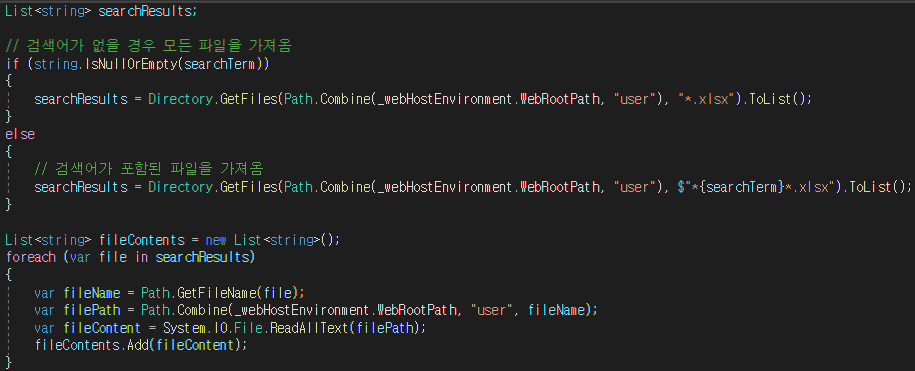 List<string> searchResults;
// 검색어가 없을 경우 모든 파일을 가져옴
if (string.IsNullOrEmpty(searchTerm))
{
searchResults = Directory.GetFiles(Path.Combine(_webHostEnvironment.WebRootPath, "user"), "*.xlsx").ToList();
}
else
{
// 검색어가 포함된 파일을 가져옴
searchResults = Directory.GetFiles(Path.Combine(_webHostEnvironment.WebRootPath, "user"), $"*{searchTerm}*.xlsx").ToList();
}
List<string> fileContents = new List<string>();
foreach (var file in searchResults)
{
var fileName = Path.GetFileName(file);
var filePath = Path.Combine(_webHostEnvironment.WebRootPath, "user", fileName);
var fileContent = System.IO.File.ReadAllText(filePath);
fileContents.Add(fileContent);
}